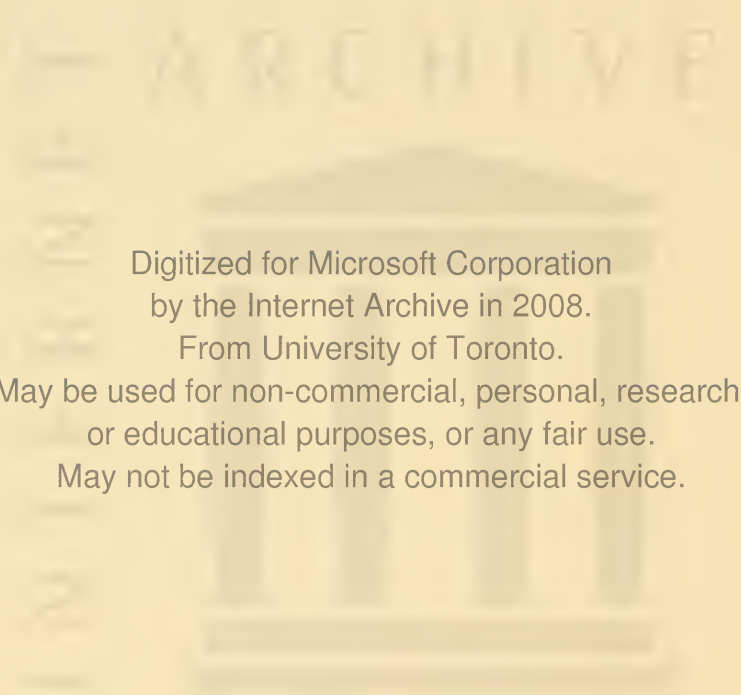 ARCHIVE
INTERNET
Digitized for Microsoft Corporation
by the Internet Archive in 2008.
From University of Toronto.
May be used for non-commercial, personal, research,
or educational purposes, or any fair use.
May not be indexed in a commercial service.